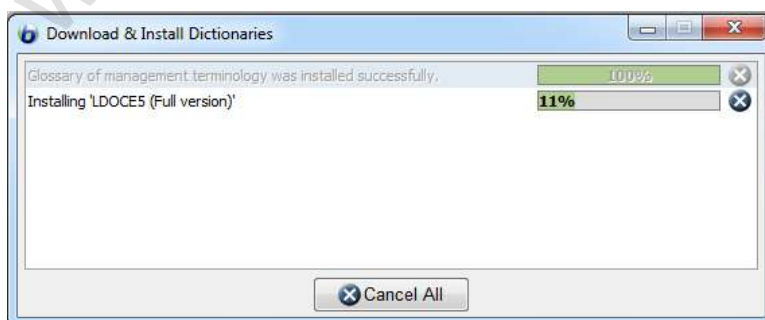 Download & Install Dictionaries
Glossary of management terminology was installed successfully. 100%
Installing 'LDOCE5 (Full version)' 11%
Cancel All